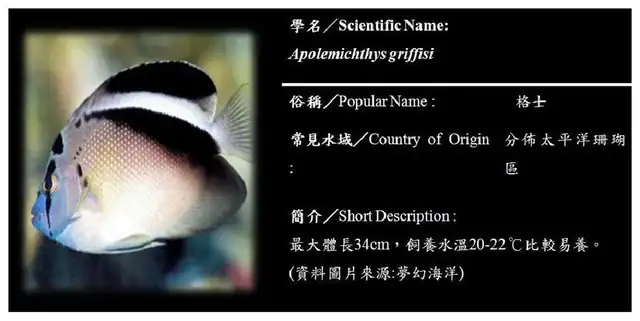 學名／Scientific Name:
Apolemichthys griffisi
俗稱／Popular Name : 格士
常見水域／Country of Origin 分佈太平洋珊瑚
: 區
簡介／Short Description :
最大體長34cm，飼養水溫20-22℃比較易養。
(資料圖片來源:夢幻海洋)